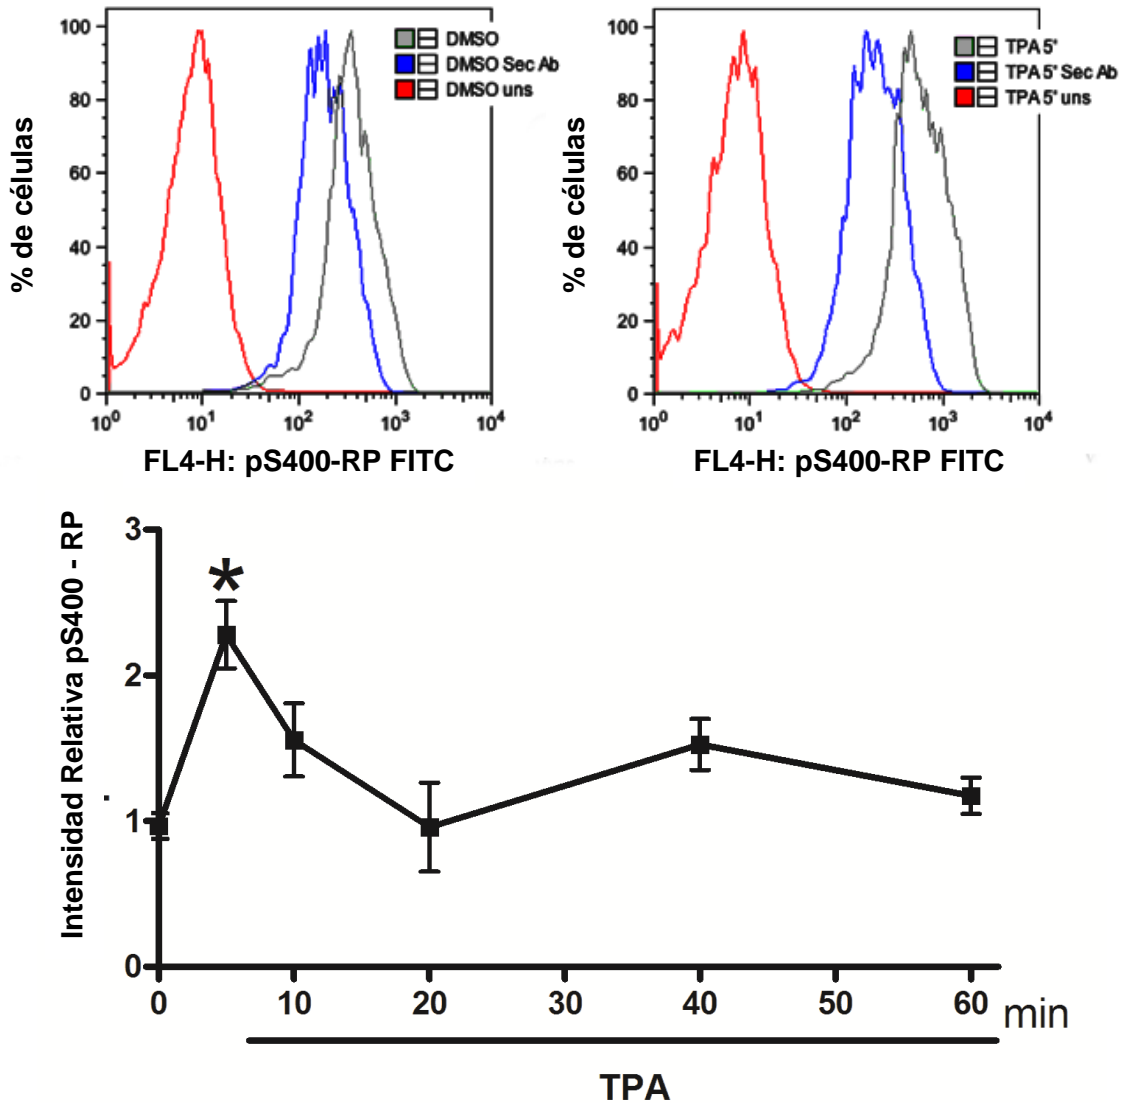 DMSO
DMSO Sec Ab
DMSO uns
% de células
100
80
60
40
20
0
10⁰ 10¹ 10² 10³ 10⁴
FL4-H: pS400-RP FITC
TPA 5'
TPA 5' Sec Ab
TPA 5' uns
% de células
100
80
60
40
20
0
10⁰ 10¹ 10² 10³ 10⁴
FL4-H: pS400-RP FITC
Intensidad Relativa pS400 - RP
3
2
1
0
*
0 10 20 30 40 50 60 min
TPA